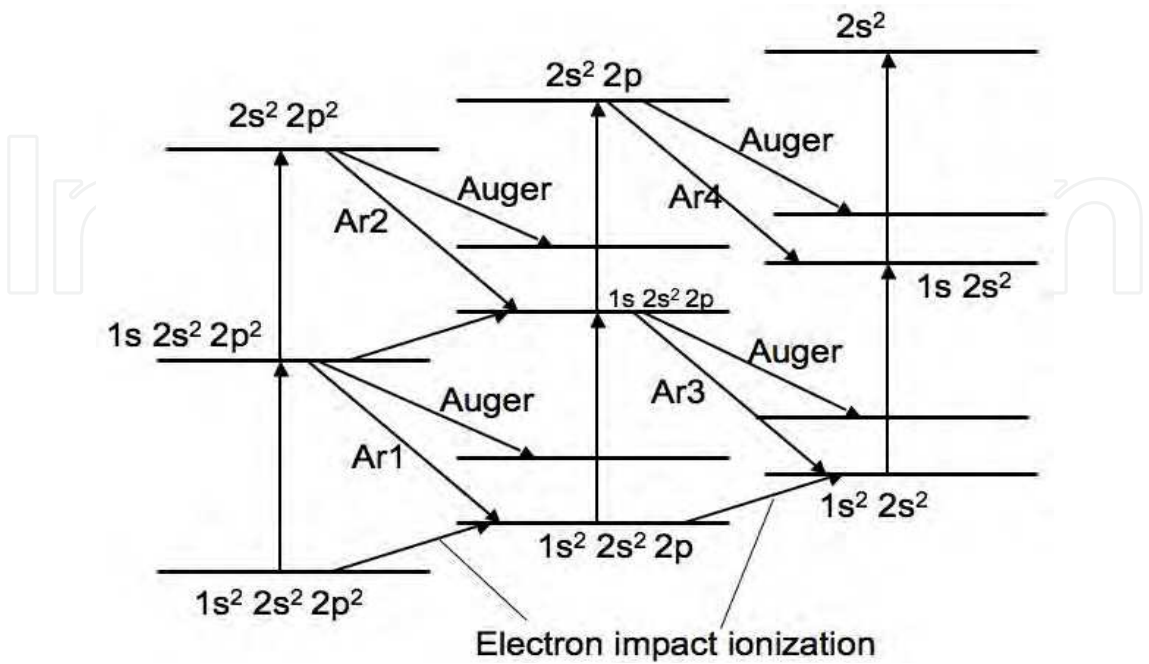 2s² 
2s² 2p
2s² 2p²
Auger
Auger
Ar4
Ar2
1s 2s²
1s 2s² 2p
1s 2s² 2p²
Auger
Ar3
Auger
Ar1
1s² 2s²
1s² 2s² 2p
1s² 2s² 2p²
Electron impact ionization